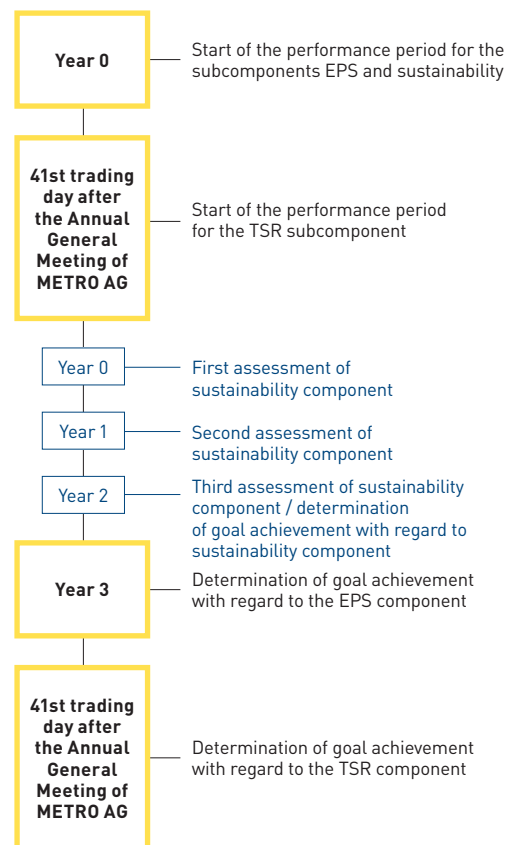 Year 0
Start of the performance period for the
subcomponents EPS and sustainability
41st trading
day after
the Annual
General
Meeting of
METRO AG
Start of the performance period
for the TSR subcomponent
Year 0
First assessment of
sustainability component
Year 1
Second assessment of
sustainability component
Year 2
Third assessment of sustainability
component / determination
of goal achievement with regard to
sustainability component
Year 3
Determination of goal achievement
with regard to the EPS component
41st trading
day after
the Annual
General
Meeting of
METRO AG
Determination of goal achievement
with regard to the TSR component